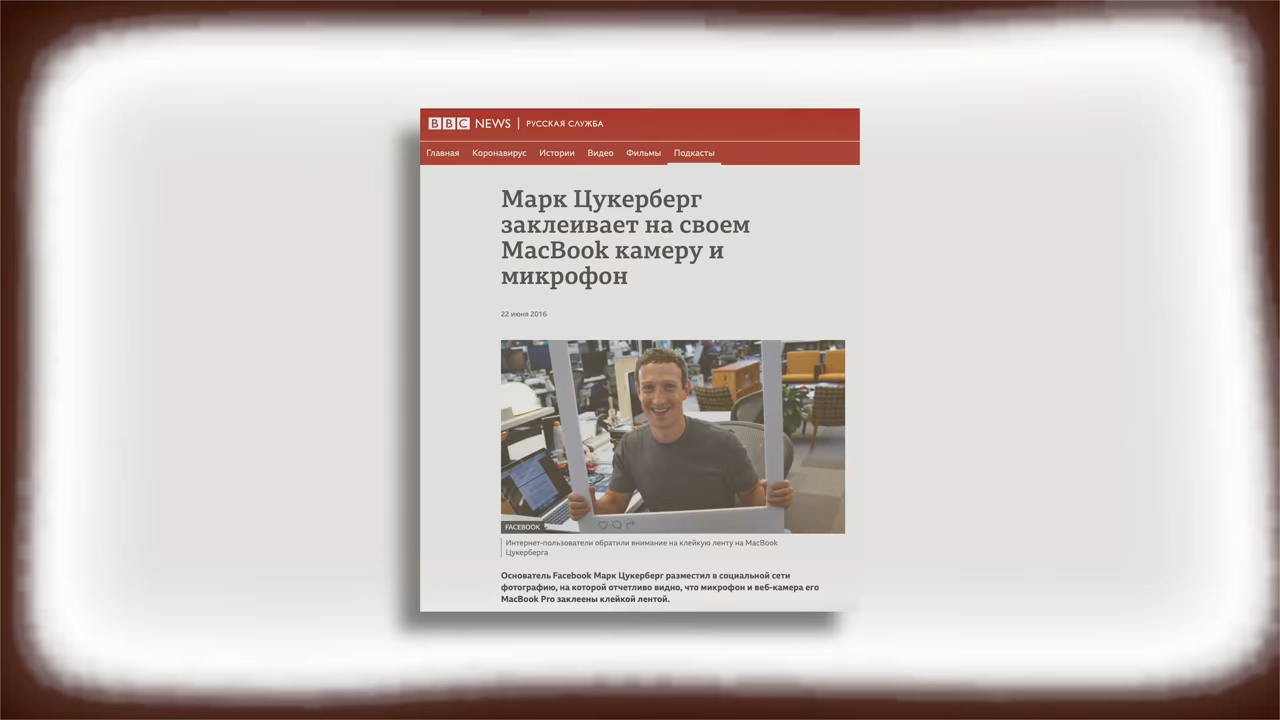 BBC NEWS | РУССКАЯ СЛУЖБА
Главная Коронавирус Истории Видео Фильмы Подкасты
Марк Цукерберг
заклеивает на своем
MacBook камеру и
микрофон
22 июня 2016
FACEBOOK
Интернет-пользователи обратили внимание на клейкую ленту на MacBook
Цукерберга
Основатель Facebook Марк Цукерберг разместил в социальной сети
фотографию, на которой отчетливо видно, что микрофон и веб-камера его
MacBook Pro заклеены клейкой лентой.